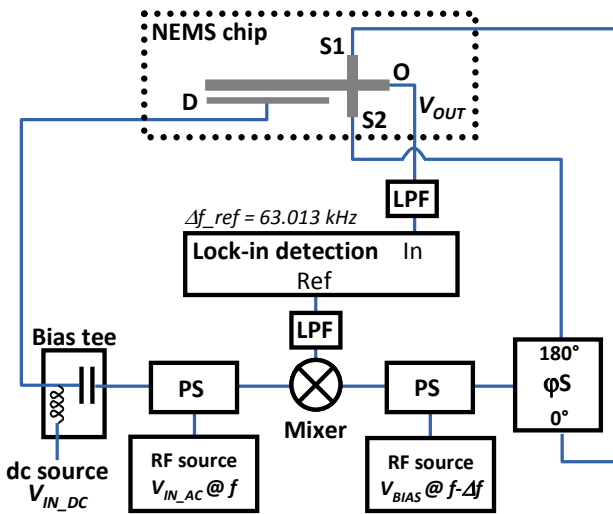 NEMS chip
S1
O
D
S2
V_OUT
LPF
Δf_ref = 63.013 kHz
Lock-in detection In
Ref
LPF
Bias tee
PS
Mixer
PS
180°
φS
0°
dc source
V_IN_DC
RF source
V_IN_AC @ f
RF source
V_BIAS @ f-Δf